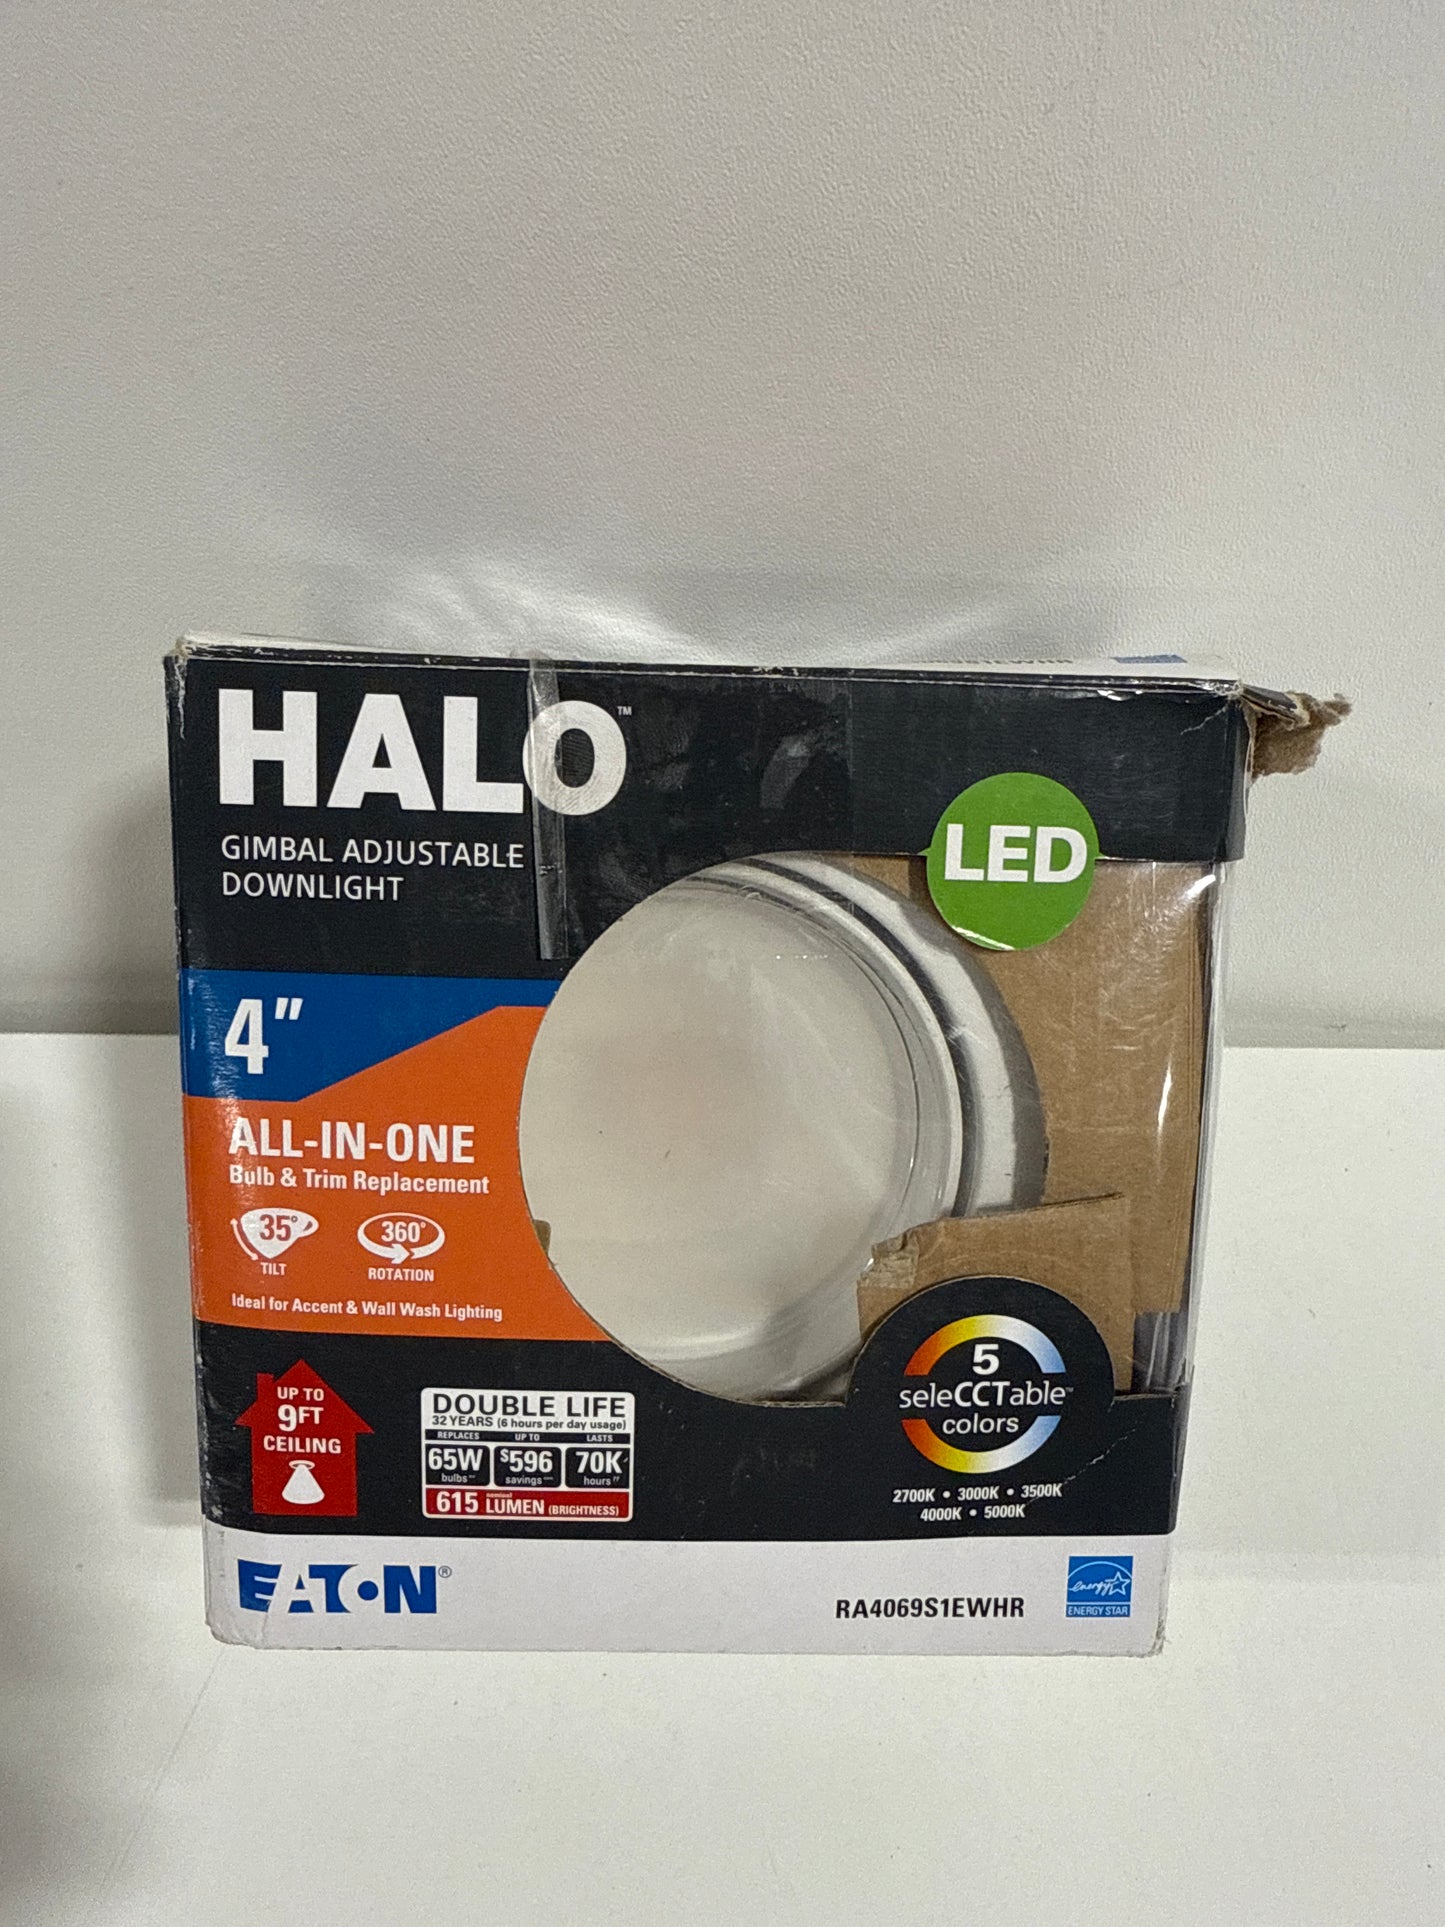 HALO™
GIMBAL ADJUSTABLE
DOWNLIGHT
LED
4"
ALL-IN-ONE
Bulb & Trim Replacement
35°
TILT
360°
ROTATION
Ideal for Accent & Wall Wash Lighting
UP TO
9FT
CEILING
DOUBLE LIFE
32 YEARS (6 hours per day usage)
REPLACES
65W
bulbs
UP TO
$596
savings
LASTS
70K
hours††
615 nominal LUMEN (BRIGHTNESS)
5
seleCCTable™
colors
2700K • 3000K • 3500K
4000K • 5000K
EATON®
RA4069S1EWHR
energy
ENERGY STAR